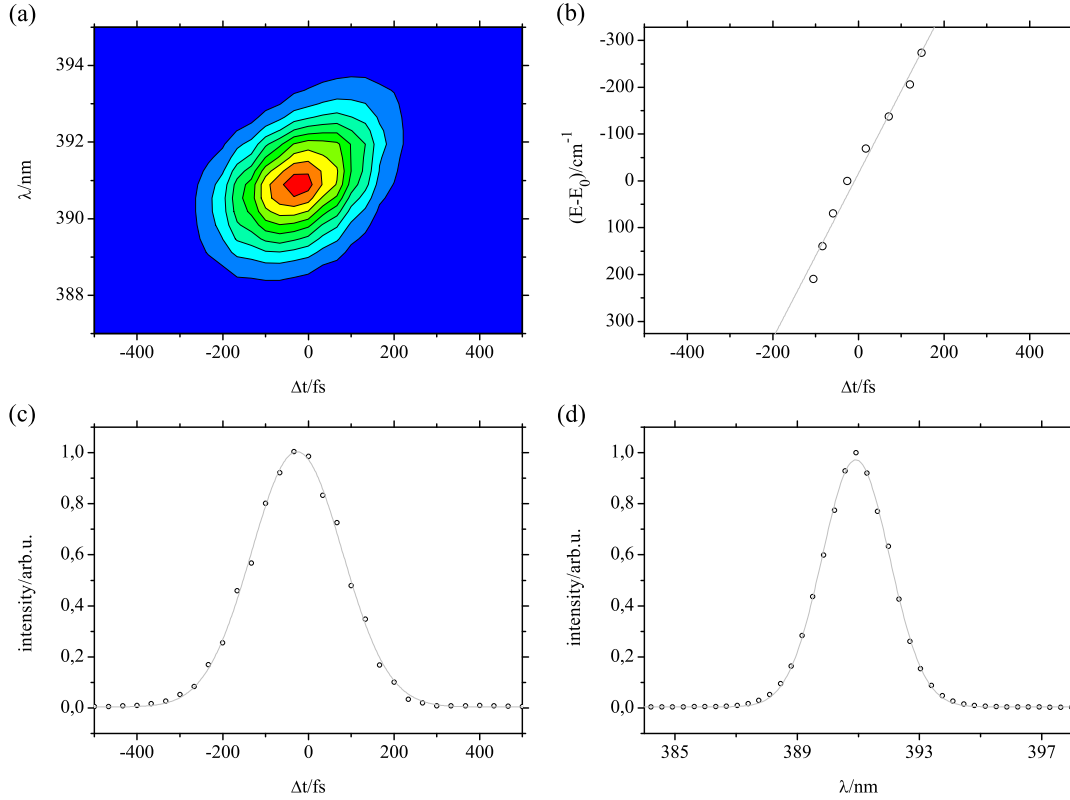 (a)
394
392
390
388
λ/nm
-400 -200 0 200 400
Δt/fs
(b)
-300
-200
-100
0
100
200
300
(E-E₀)/cm⁻¹
-400 -200 0 200 400
Δt/fs
(c)
1,0
0,8
0,6
0,4
0,2
0,0
intensity/arb.u.
-400 -200 0 200 400
Δt/fs
(d)
1,0
0,8
0,6
0,4
0,2
0,0
intensity/arb.u.
385 389 393 397
λ/nm